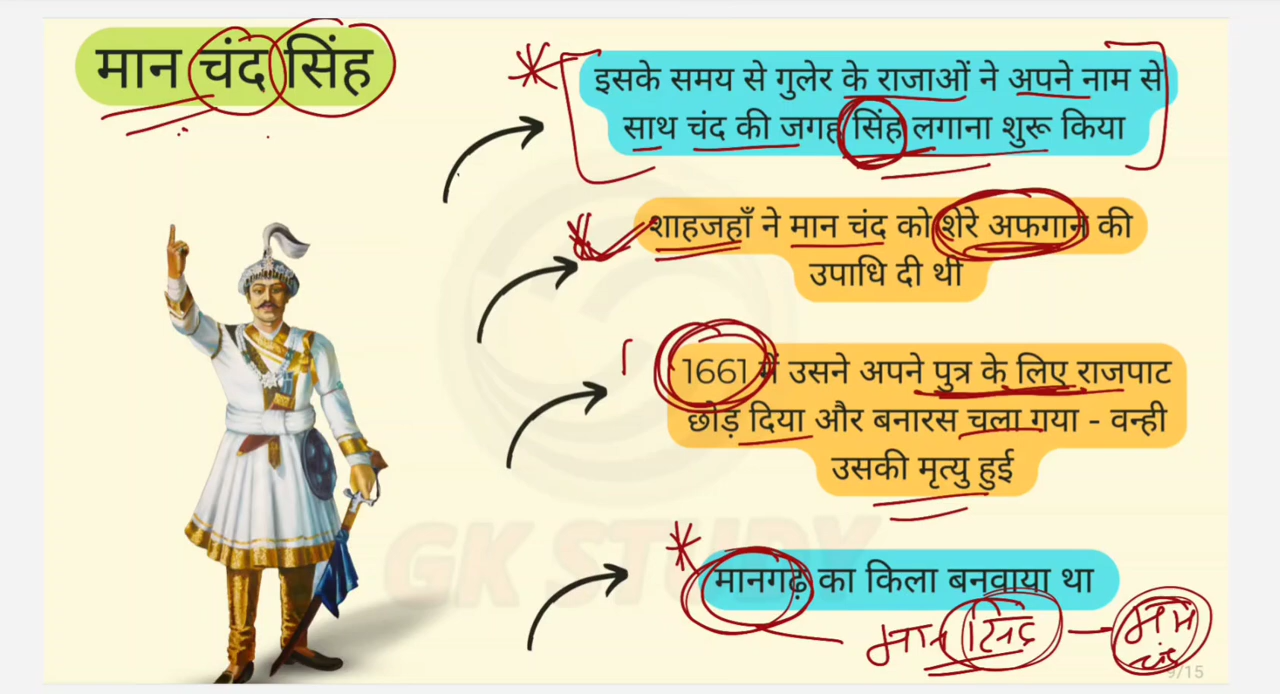 मान चंद सिंह
इसके समय से गुलेर के राजाओं ने अपने नाम से
साथ चंद की जगह सिंह लगाना शुरू किया
शाहजहाँ ने मान चंद को शेरे अफगान की
उपाधि दी थी
1661 में उसने अपने पुत्र के लिए राजपाट
छोड़ दिया और बनारस चला गया - वन्ही
उसकी मृत्यु हुई
GK STUDY
मानगढ़ का किला बनवाया था
मान
चंद
9/15